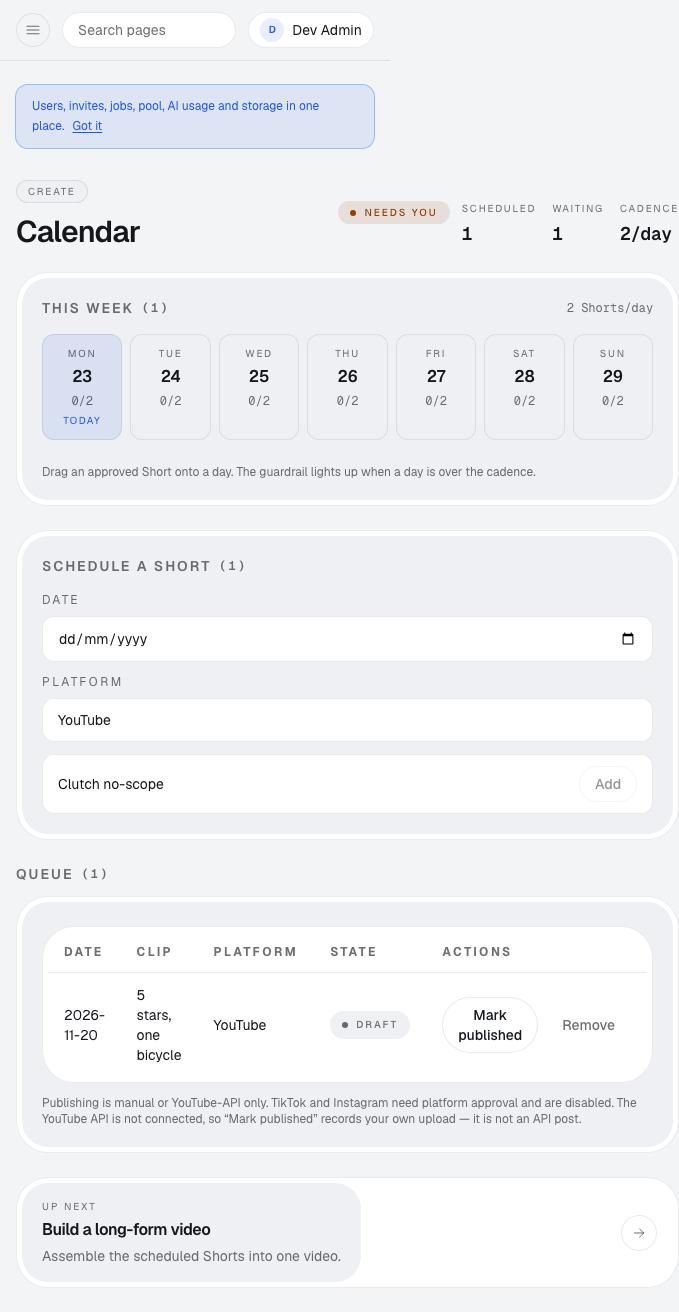 Search pages
D
Dev Admin
Users, invites, jobs, pool, AI usage and storage in one
place. Got it
CREATE
Calendar
NEEDS YOU
SCHEDULED
1
WAITING
1
CADENCE
2/day
THIS WEEK (1)
2 Shorts/day
MON
23
0/2
TODAY
TUE
24
0/2
WED
25
0/2
THU
26
0/2
FRI
27
0/2
SAT
28
0/2
SUN
29
0/2
Drag an approved Short onto a day. The guardrail lights up when a day is over the cadence.
SCHEDULE A SHORT (1)
DATE
dd/mm/yyyy
PLATFORM
YouTube
Clutch no-scope
Add
QUEUE (1)
DATE CLIP PLATFORM STATE ACTIONS
2026-
11-20
5
stars,
one
bicycle
YouTube
DRAFT
Mark
published
Remove
Publishing is manual or YouTube-API only. TikTok and Instagram need platform approval and are disabled. The
YouTube API is not connected, so “Mark published” records your own upload — it is not an API post.
UP NEXT
Build a long-form video
Assemble the scheduled Shorts into one video.